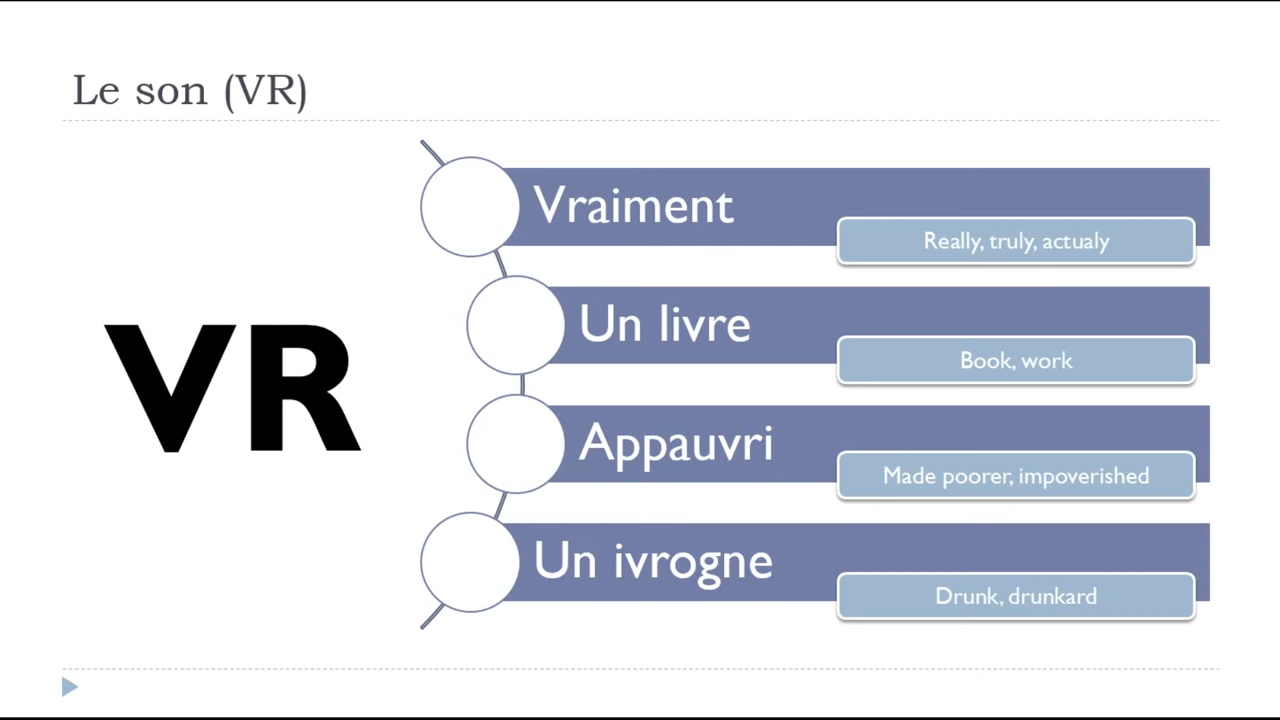 Le son (VR)
VR
Vraiment
Really, truly, actualy
Un livre
Book, work
Appauvri
Made poorer, impoverished
Un ivrogne
Drunk, drunkard